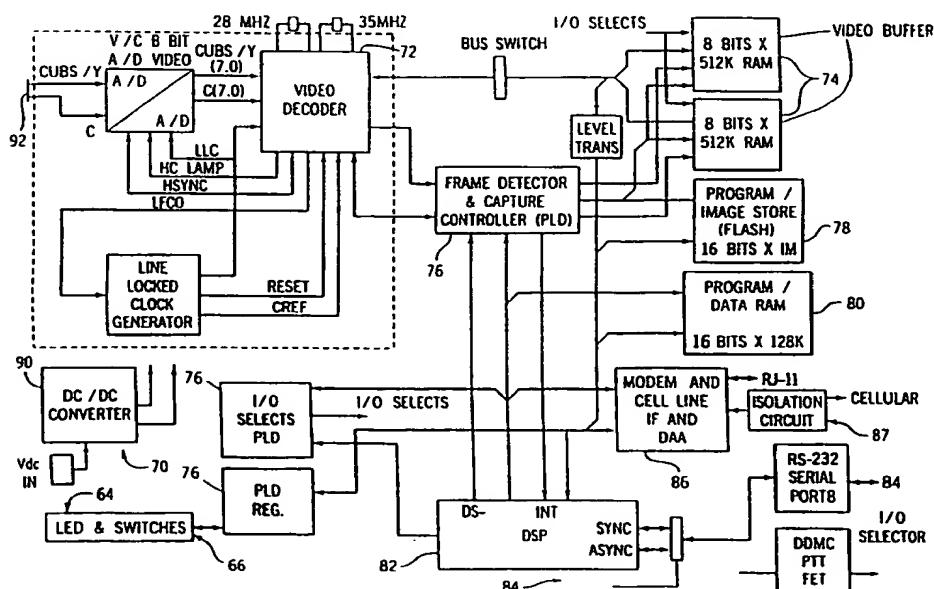 28 MHZ
35MHZ
72
V/C 8 BIT
A/D VIDEO
CUBS/Y
(7.0)
C(7.0)
CUBS/Y
A/D
A/D
C
92
VIDEO
DECODER
LLC
HC LAMP
HSYNC
LFCO
LINE
LOCKED
CLOCK
GENERATOR
RESET
CREF
BUS SWITCH
I/O SELECTS
8 BITS X
512K RAM
VIDEO BUFFER
74
8 BITS X
512K RAM
LEVEL
TRANS
FRAME DETECTOR
& CAPTURE
CONTROLLER (PLD)
76
PROGRAM /
IMAGE STORE
(FLASH)
16 BITS X IM
78
PROGRAM /
DATA RAM
16 BITS X 128K
80
90
DC/DC
CONVERTER
Vdc
IN
70
76
I/O
SELECTS
PLD
I/O SELECTS
76
PLD
REG.
64
LED & SWITCHES
66
MODEM AND
CELL LINE
IF AND
DAA
86
RJ-11
ISOLATION
CIRCUIT
CELLULAR
87
RS-232
SERIAL
PORT8
84
I/O
SELECTOR
DS-
INT
DSP
SYNC
ASYNC
82
84
DDMC
PTT
FET